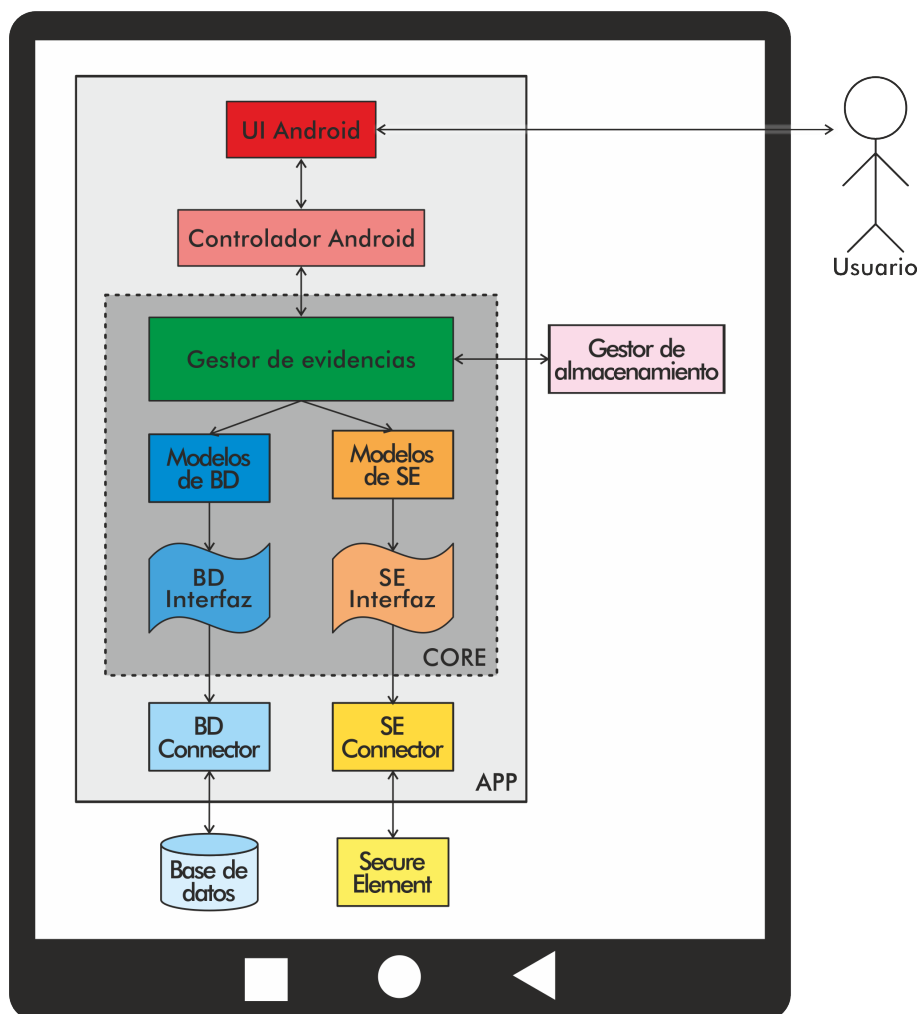 UI Android
Usuario
Controlador Android
Gestor de evidencias
Gestor de
almacenamiento
Modelos
de BD
Modelos
de SE
BD
Interfaz
SE
Interfaz
CORE
BD
Connector
SE
Connector
APP
Base de
datos
Secure
Element